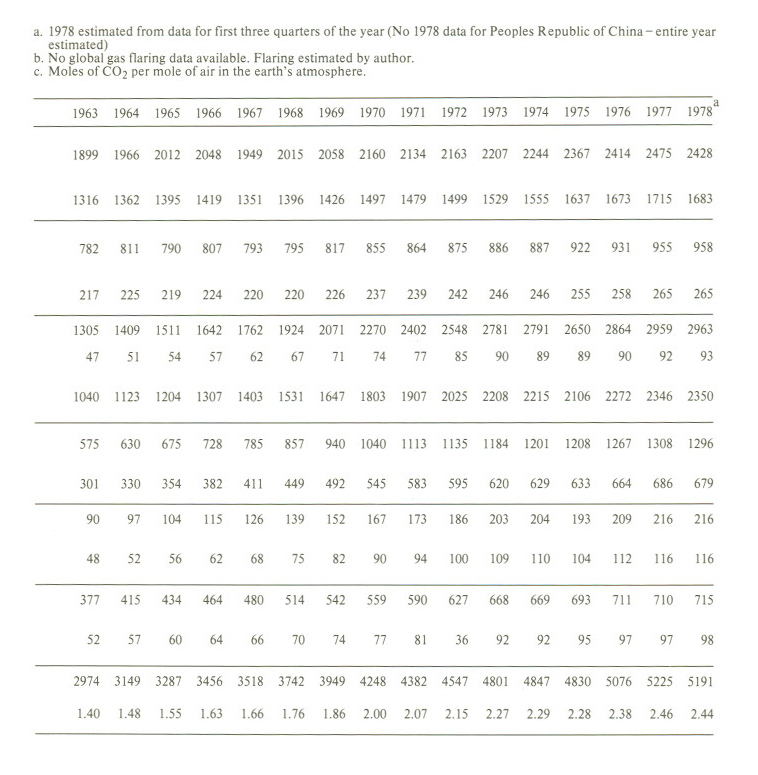 a. 1978 estimated from data for first three quarters of the year (No 1978 data for Peoples Republic of China – entire year
estimated)
b. No global gas flaring data available. Flaring estimated by author.
c. Moles of CO2 per mole of air in the earth's atmosphere.
1963 1964 1965 1966 1967 1968 1969 1970 1971 1972 1973 1974 1975 1976 1977 1978a
1899 1966 2012 2048 1949 2015 2058 2160 2134 2163 2207 2244 2367 2414 2475 2428
1316 1362 1395 1419 1351 1396 1426 1497 1479 1499 1529 1555 1637 1673 1715 1683
782 811 790 807 793 795 817 855 864 875 886 887 922 931 955 958
217 225 219 224 220 220 226 237 239 242 246 246 255 258 265 265
1305 1409 1511 1642 1762 1924 2071 2270 2402 2548 2781 2791 2650 2864 2959 2963
47 51 54 57 62 67 71 74 77 85 90 89 89 90 92 93
1040 1123 1204 1307 1403 1531 1647 1803 1907 2025 2208 2215 2106 2272 2346 2350
575 630 675 728 785 857 940 1040 1113 1135 1184 1201 1208 1267 1308 1296
301 330 354 382 411 449 492 545 583 595 620 629 633 664 686 679
90 97 104 115 126 139 152 167 173 186 203 204 193 209 216 216
48 52 56 62 68 75 82 90 94 100 109 110 104 112 116 116
377 415 434 464 480 514 542 559 590 627 668 669 693 711 710 715
52 57 60 64 66 70 74 77 81 36 92 92 95 97 97 98
2974 3149 3287 3456 3518 3742 3949 4248 4382 4547 4801 4847 4830 5076 5225 5191
1.40 1.48 1.55 1.63 1.66 1.76 1.86 2.00 2.07 2.15 2.27 2.29 2.28 2.38 2.46 2.44